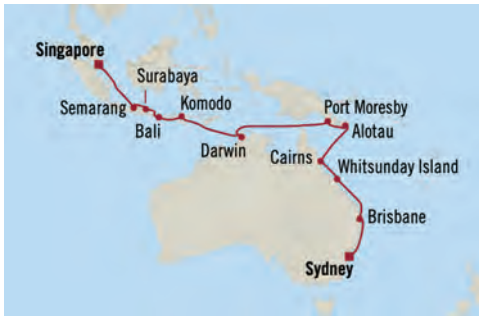 Singapore
Surabaya
Semarang
Komodo
Bali
Port Moresby
Alotau
Darwin
Cairns
Whitsunday Island
Brisbane
Sydney